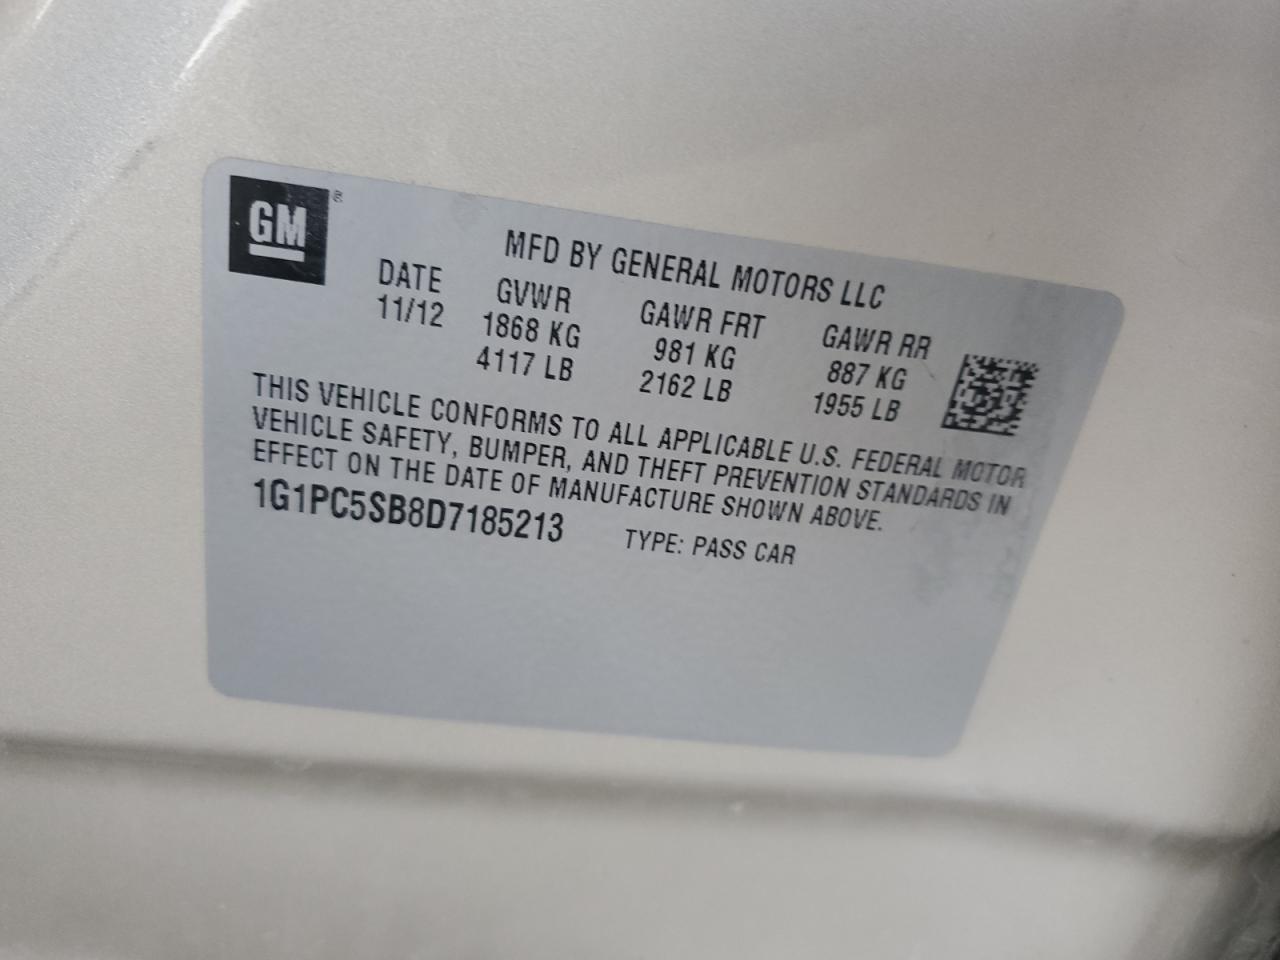 GM ®
MFD BY GENERAL MOTORS LLC
DATE GVWR GAWR FRT GAWR RR
11/12 1868 KG 981 KG 887 KG
4117 LB 2162 LB 1955 LB
THIS VEHICLE CONFORMS TO ALL APPLICABLE U.S. FEDERAL MOTOR
VEHICLE SAFETY, BUMPER, AND THEFT PREVENTION STANDARDS IN
EFFECT ON THE DATE OF MANUFACTURE SHOWN ABOVE.
1G1PC5SB8D7185213 TYPE: PASS CAR